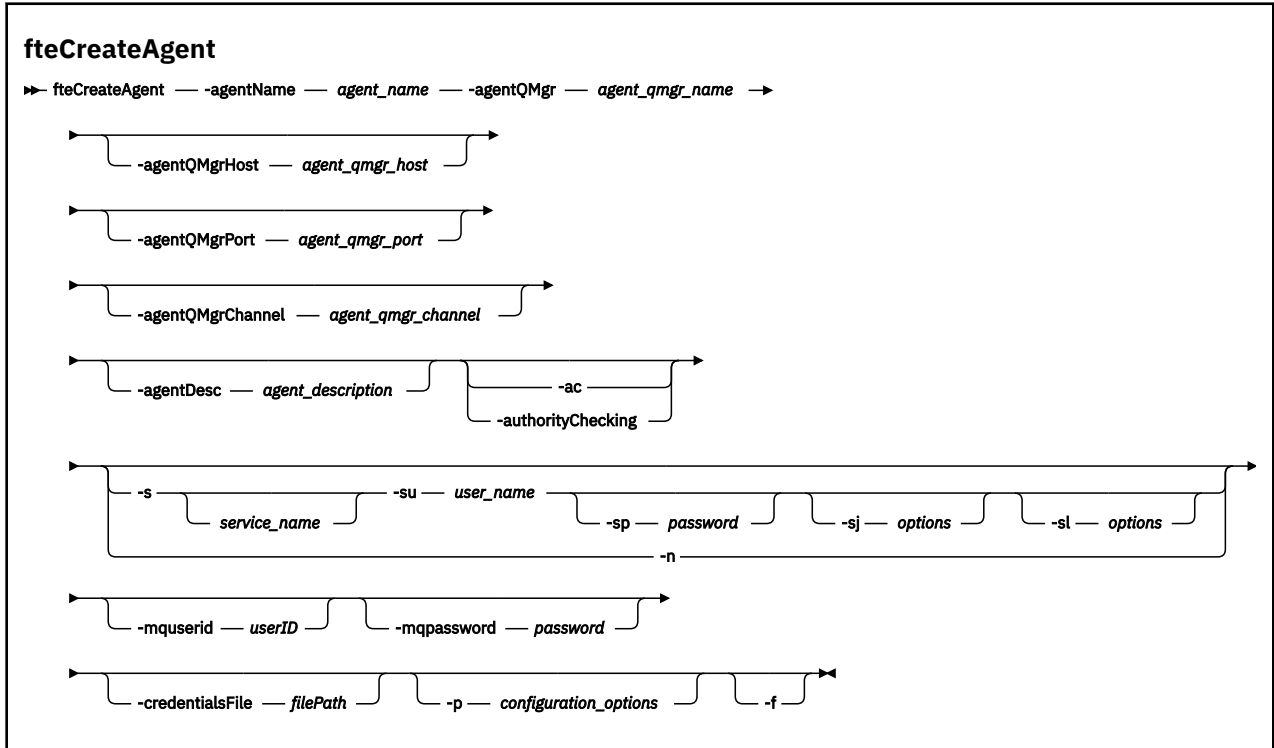 fteCreateAgent
fteCreateAgent -agentName agent_name -agentQMgr agent_qmgr_name
-agentQMgrHost agent_qmgr_host
-agentQMgrPort agent_qmgr_port
-agentQMgrChannel agent_qmgr_channel
-agentDesc agent_description -ac
-authorityChecking
-s -su user_name
service_name -sp password -sj options -sl options
-n
-mquserid userID -mqpassword password
-credentialsFile filePath -p configuration_options -f